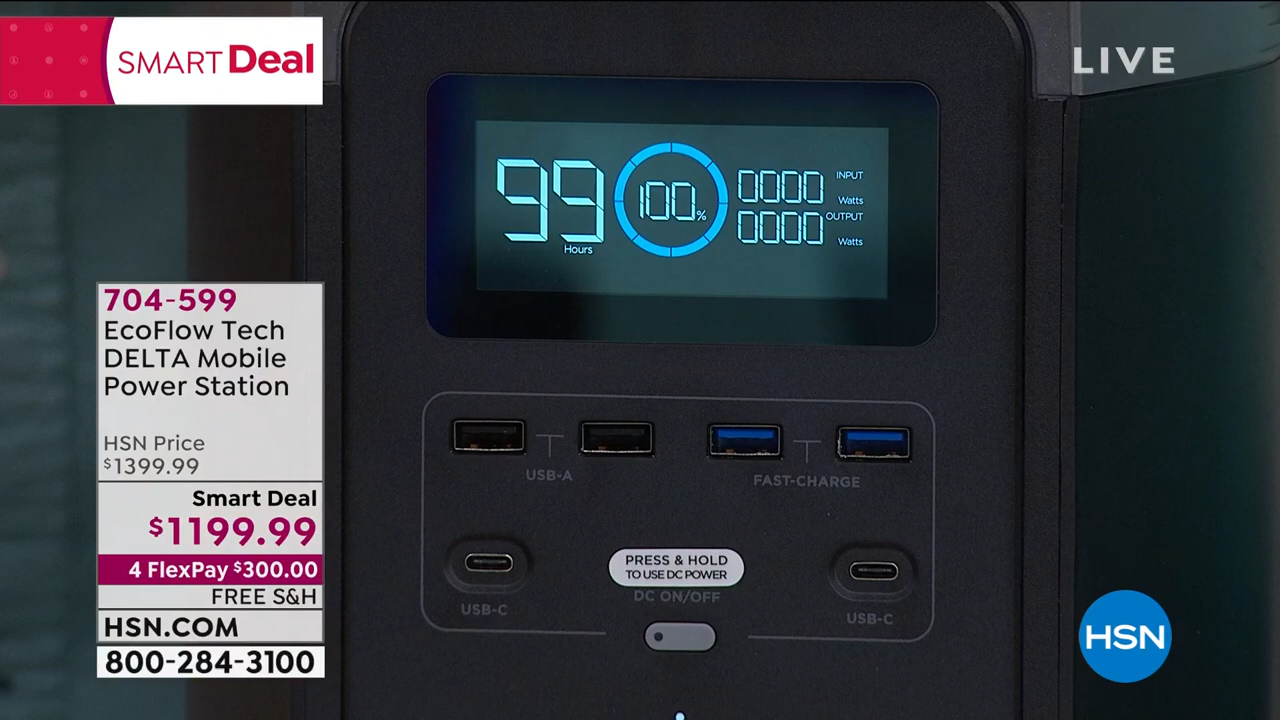 SMART Deal
LIVE
99
Hours
100%
0000 INPUT
Watts
0000 OUTPUT
Watts
704-599
EcoFlow Tech
DELTA Mobile
Power Station
HSN Price
$1399.99
Smart Deal
$1199.99
4 FlexPay $300.00
FREE S&H
HSN.COM
800-284-3100
USB-A
FAST-CHARGE
PRESS & HOLD
TO USE DC POWER
DC ON/OFF
USB-C
USB-C
HSN